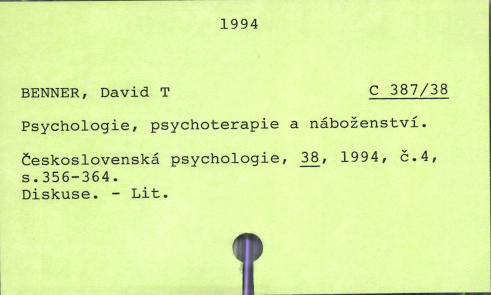 1994
BENNER, David T C 387/38
Psychologie, psychoterapie a náboženství.
Československá psychologie, 38, 1994, č.4,
s.356-364.
Diskuse. - Lit.